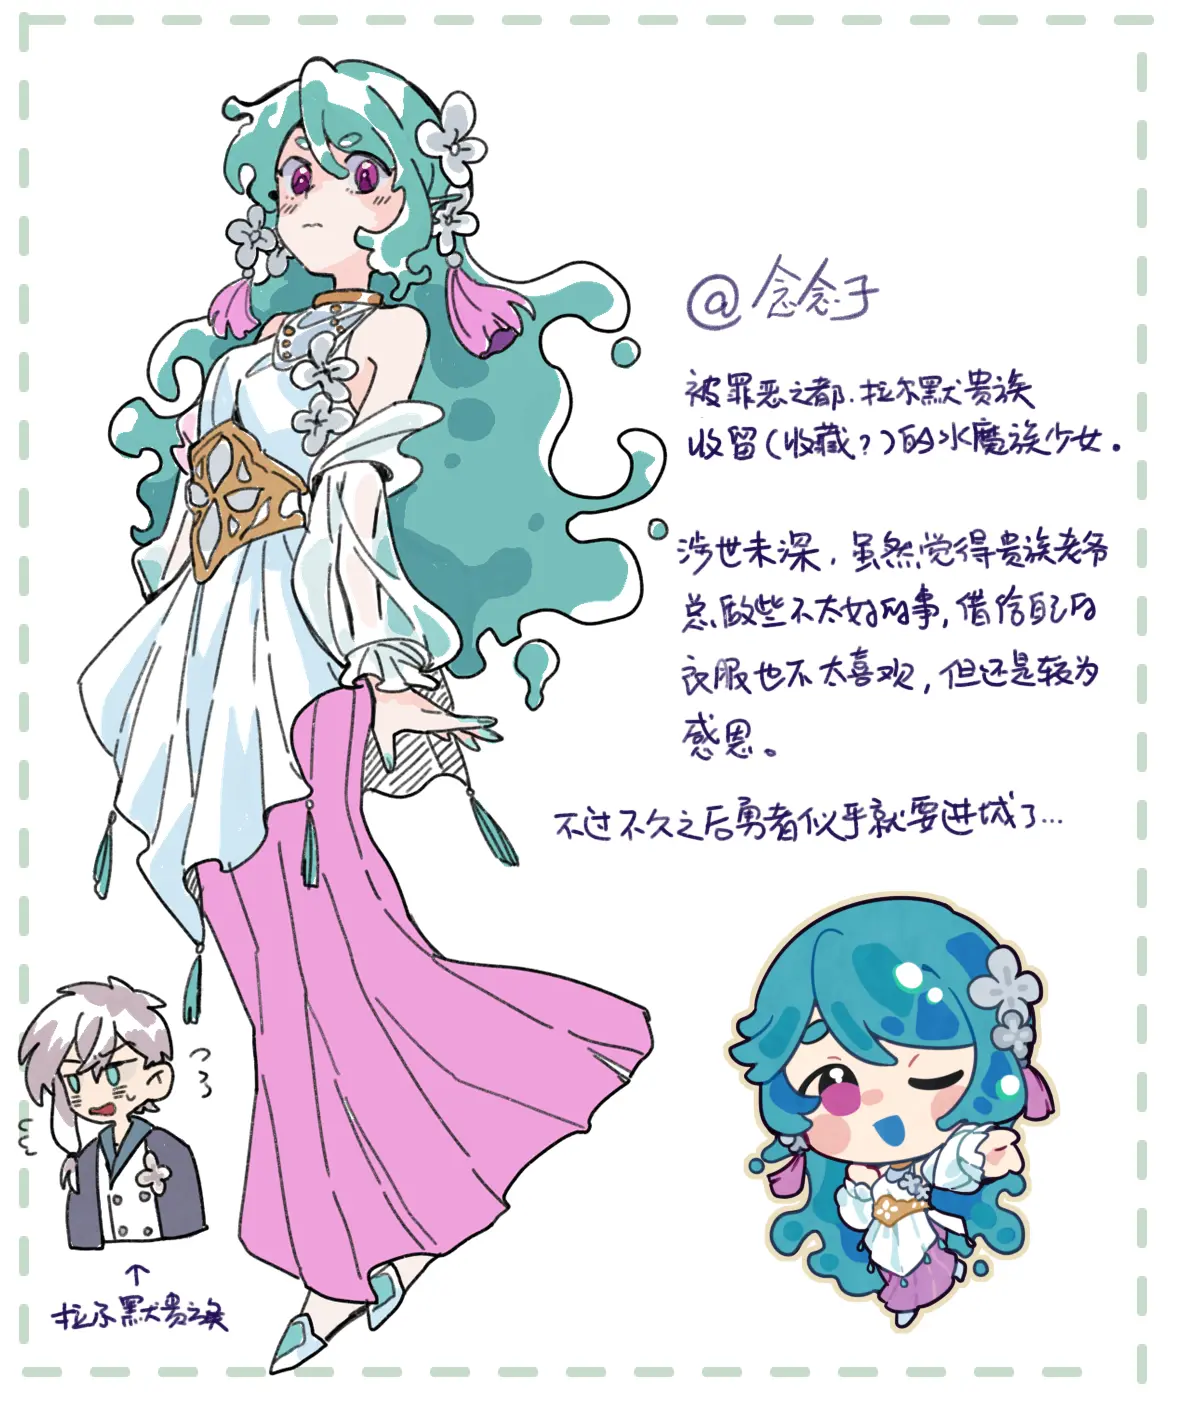 @念念子
被罪恶之都.拉尔默贵族
收留(收藏?)的水魔族少女。
涉世未深,虽然觉得贵族老爷
总做些不太好的事,借给自己的
衣服也不太喜欢,但还是较为
感恩。
不过不久之后勇者似乎就要进城了...
↑
拉尔默贵族